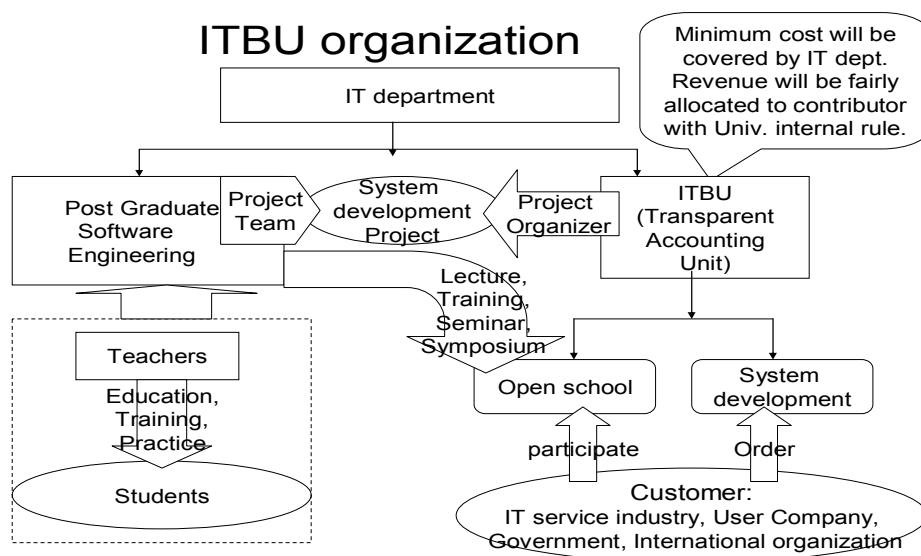 ITBU organization
Minimum cost will be
covered by IT dept.
Revenue will be fairly
allocated to contributor
with Univ. internal rule.
IT department
Post Graduate
Software
Engineering
Project
Team
System
development
Project
Project
Organizer
ITBU
(Transparent
Accounting
Unit)
Lecture,
Training,
Seminar,
Symposium
Teachers
Education,
Training,
Practice
Students
Open school
System
development
participate
Order
Customer:
IT service industry, User Company,
Government, International organization